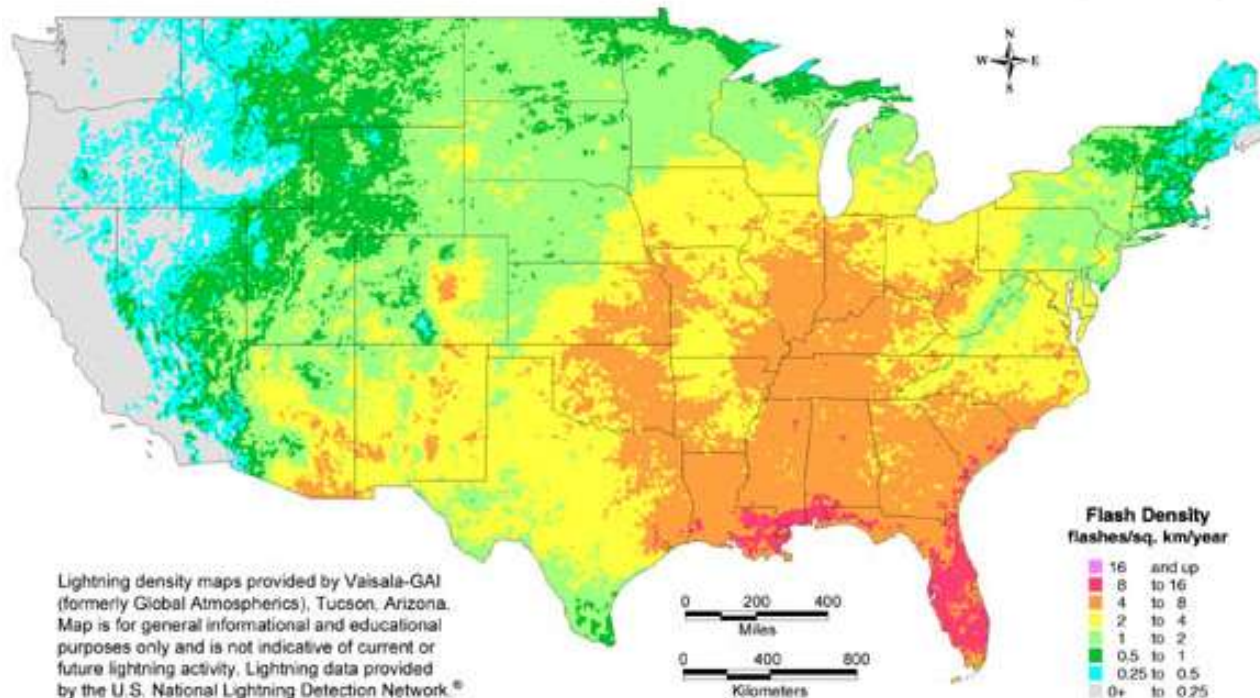 N
W E
S
Flash Density
flashes/sq. km/year
16 and up
8 to 16
4 to 8
2 to 4
1 to 2
0.5 to 1
0.25 to 0.5
0+ to 0.25
0 200 400
Miles
0 400 800
Kilometers
Lightning density maps provided by Vaisala-GAI
(formerly Global Atmospherics), Tucson, Arizona.
Map is for general informational and educational
purposes only and is not indicative of current or
future lightning activity. Lightning data provided
by the U.S. National Lightning Detection Network.®